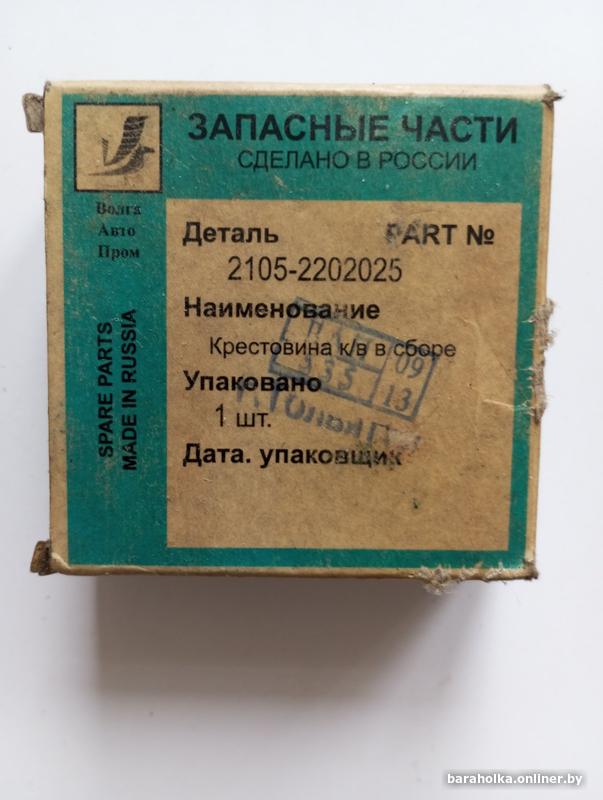 ЗАПАСНЫЕ ЧАСТИ
СДЕЛАНО В РОССИИ
Волга
Авто
Пром
SPARE PARTS
MADE IN RUSSIA
Деталь PART №
2105-2202025
Наименование
Крестовина к/в в сборе
Упаковано
1 шт.
Дата. упаковщик
09
333
13
baraholka.onliner.by